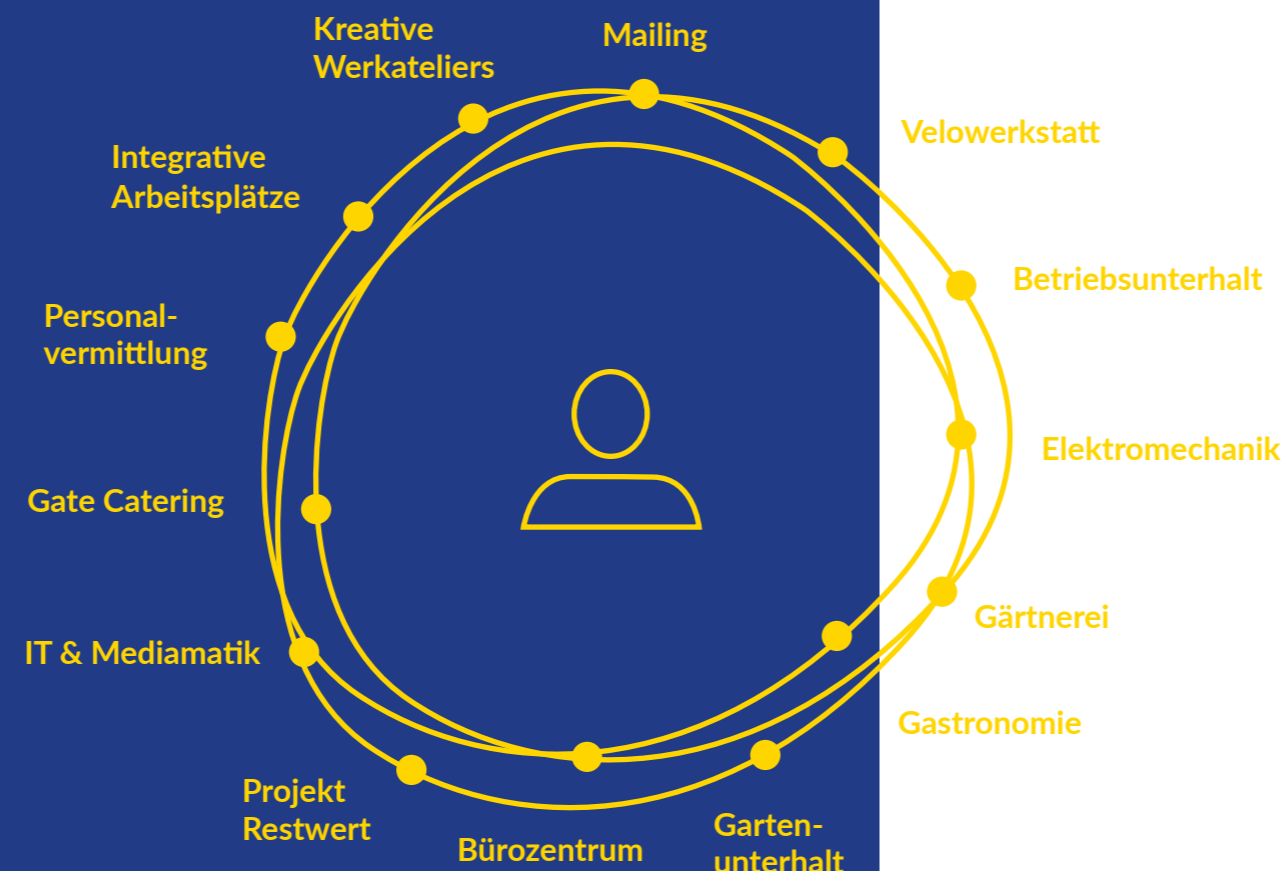 Kreative
Werkateliers
Mailing
Velowerkstatt
Integrative
Arbeitsplätze
Betriebsunterhalt
Personal-
vermittlung
Elektromechanik
Gate Catering
Gärtnerei
IT & Mediamatik
Gastronomie
Projekt
Restwert
Bürozentrum
Garten-
unterhalt